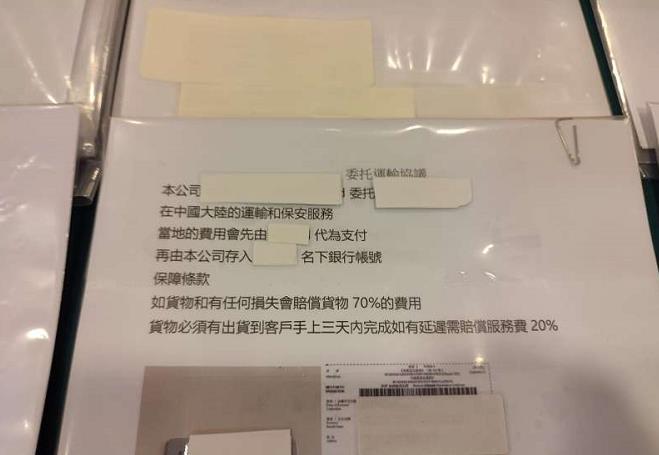 委托運輸協議
本公司 委托
在中國大陸的運輸和保安服務
當地的費用會先由 代為支付
再由本公司存入 名下銀行帳號
保障條款
如貨物和有任何損失會賠償貨物 70%的費用
貨物必須有出貨到客戶手上三天內完成如有延遲需賠償服務費 20%